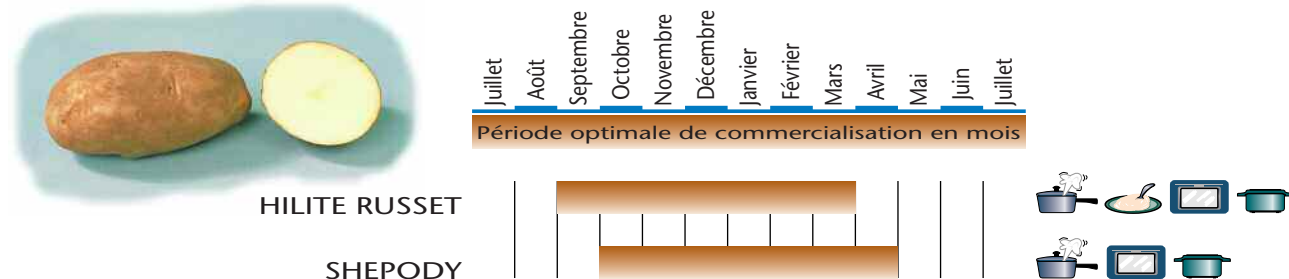 Juillet Août Septembre Octobre Novembre Décembre Janvier Février Mars Avril Mai Juin Juillet
Période optimale de commercialisation en mois
HILITE RUSSET
SHEPODY